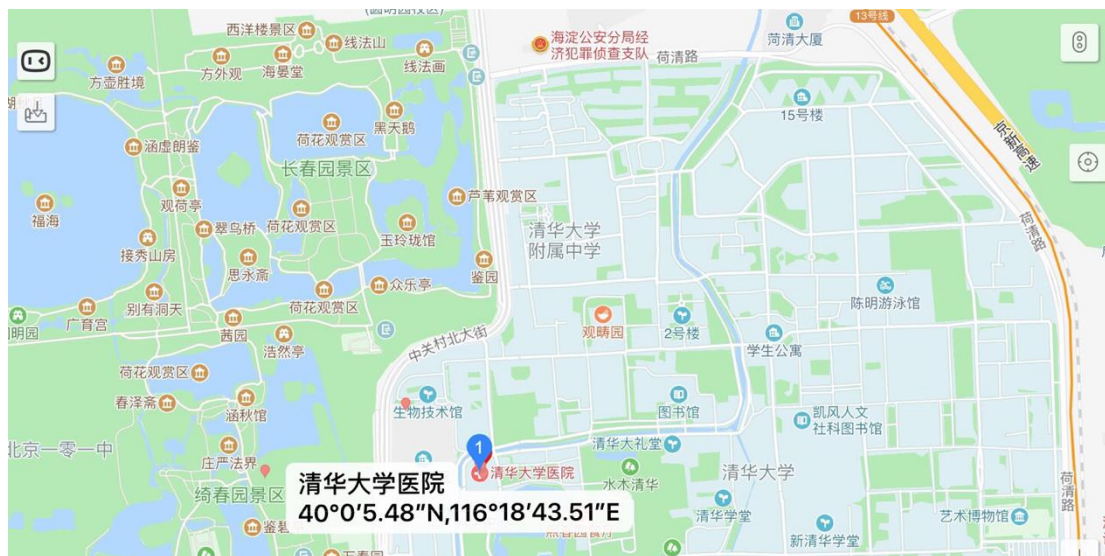 西洋楼景区
线法山
13号线
菏清大厦
海淀公安分局经
济犯罪侦查支队
荷清路
方壶胜境
方外观
海晏堂
线法画
15号楼
黑天鹅
荷花观赏区
涵虚朗鉴
京新高速
长春园景区
观荷亭
芦苇观赏区
福海
翠鸟桥
荷花观赏区
玉玲珑馆
清华大学
附属中学
荷清路
接秀山房
思永斋
鉴园
众乐亭
陈明游泳馆
别有洞天
荷花观赏区
广育宫
茜园
观畴园
2号楼
浩然亭
中关村北大街
学生公寓
荷花观赏区
春泽斋
涵秋馆
生物技术馆
图书馆
凯风人文
社科图书馆
北京一零一中
庄严法界
1
清华大礼堂
清华大学医院
水木清华
清华大学
荷清路
绮春园景区
清华大学医院
40°0′5.48″N,116°18′43.51″E
清华学堂
艺术博物馆
新清华学堂